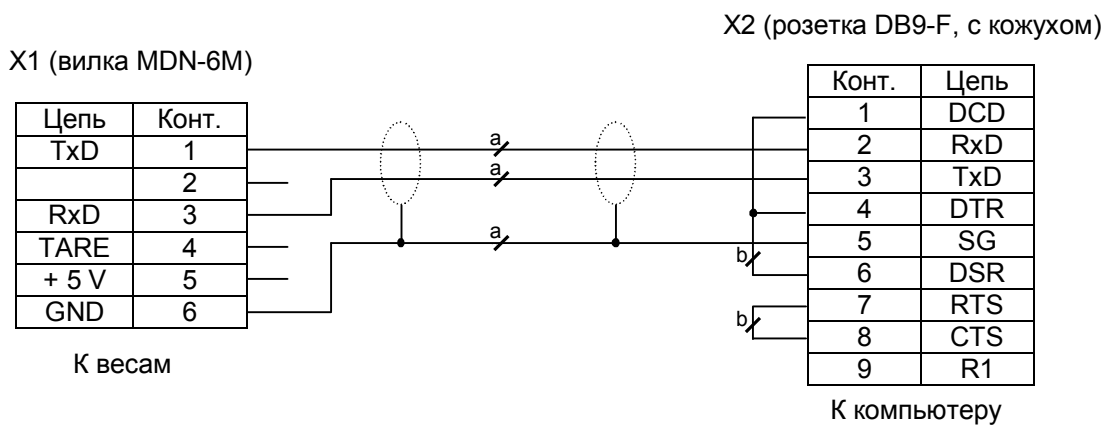 X2 (розетка DB9-F, с кожухом)
X1 (вилка MDN-6M)
Цепь Конт.
TxD 1
2
RxD 3
TARE 4
+ 5 V 5
GND 6
К весам
a
a
a
b
b
Конт. Цепь
1 DCD
2 RxD
3 TxD
4 DTR
5 SG
6 DSR
7 RTS
8 CTS
9 R1
К компьютеру